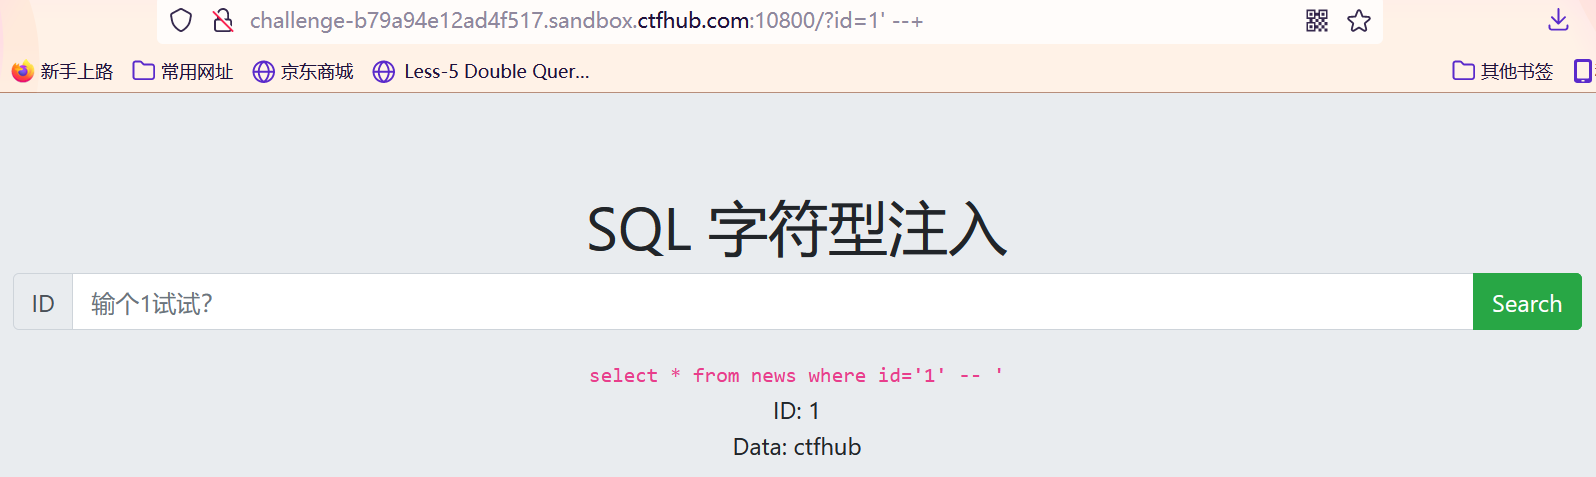 challenge-b79a94e12ad4f517.sandbox.ctfhub.com:10800/?id=1' --+
新手上路 常用网址 京东商城 Less-5 Double Quer... 其他书签
SQL 字符型注入
ID 输个1试试? Search
select * from news where id='1' -- '
ID: 1
Data: ctfhub